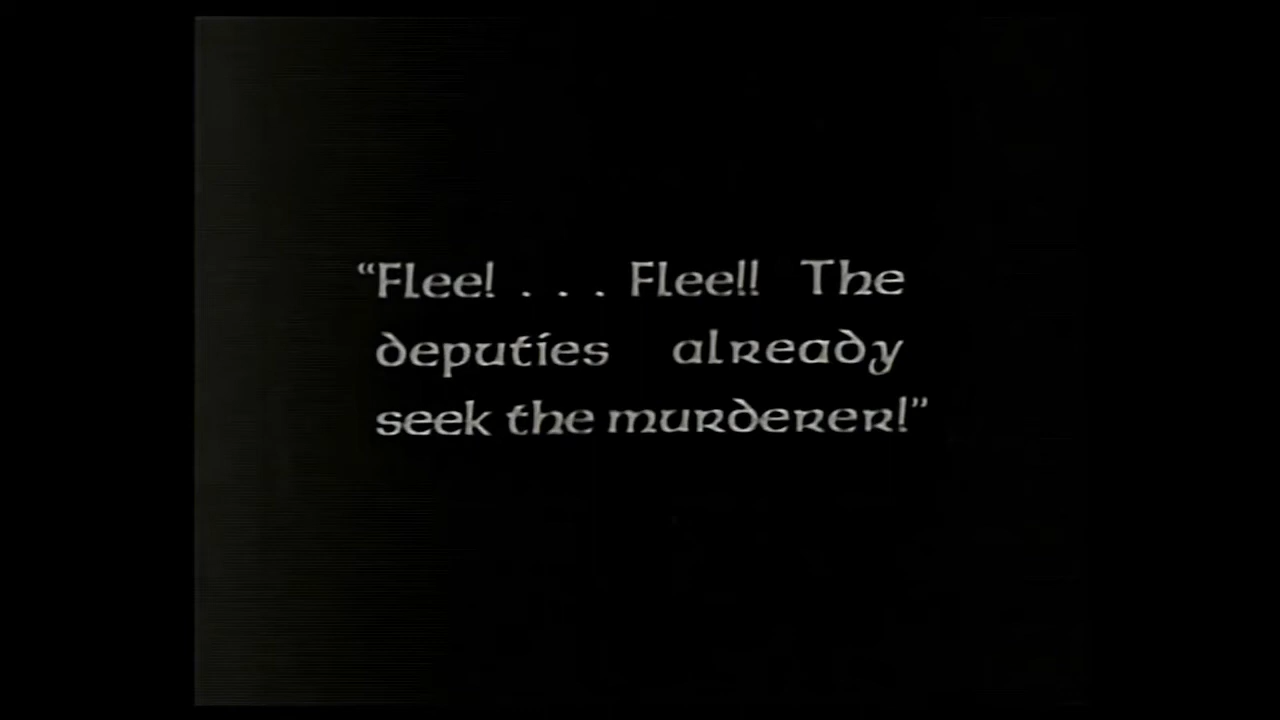 “Flee! . . . Flee!! The
deputies already
seek the murderer!”